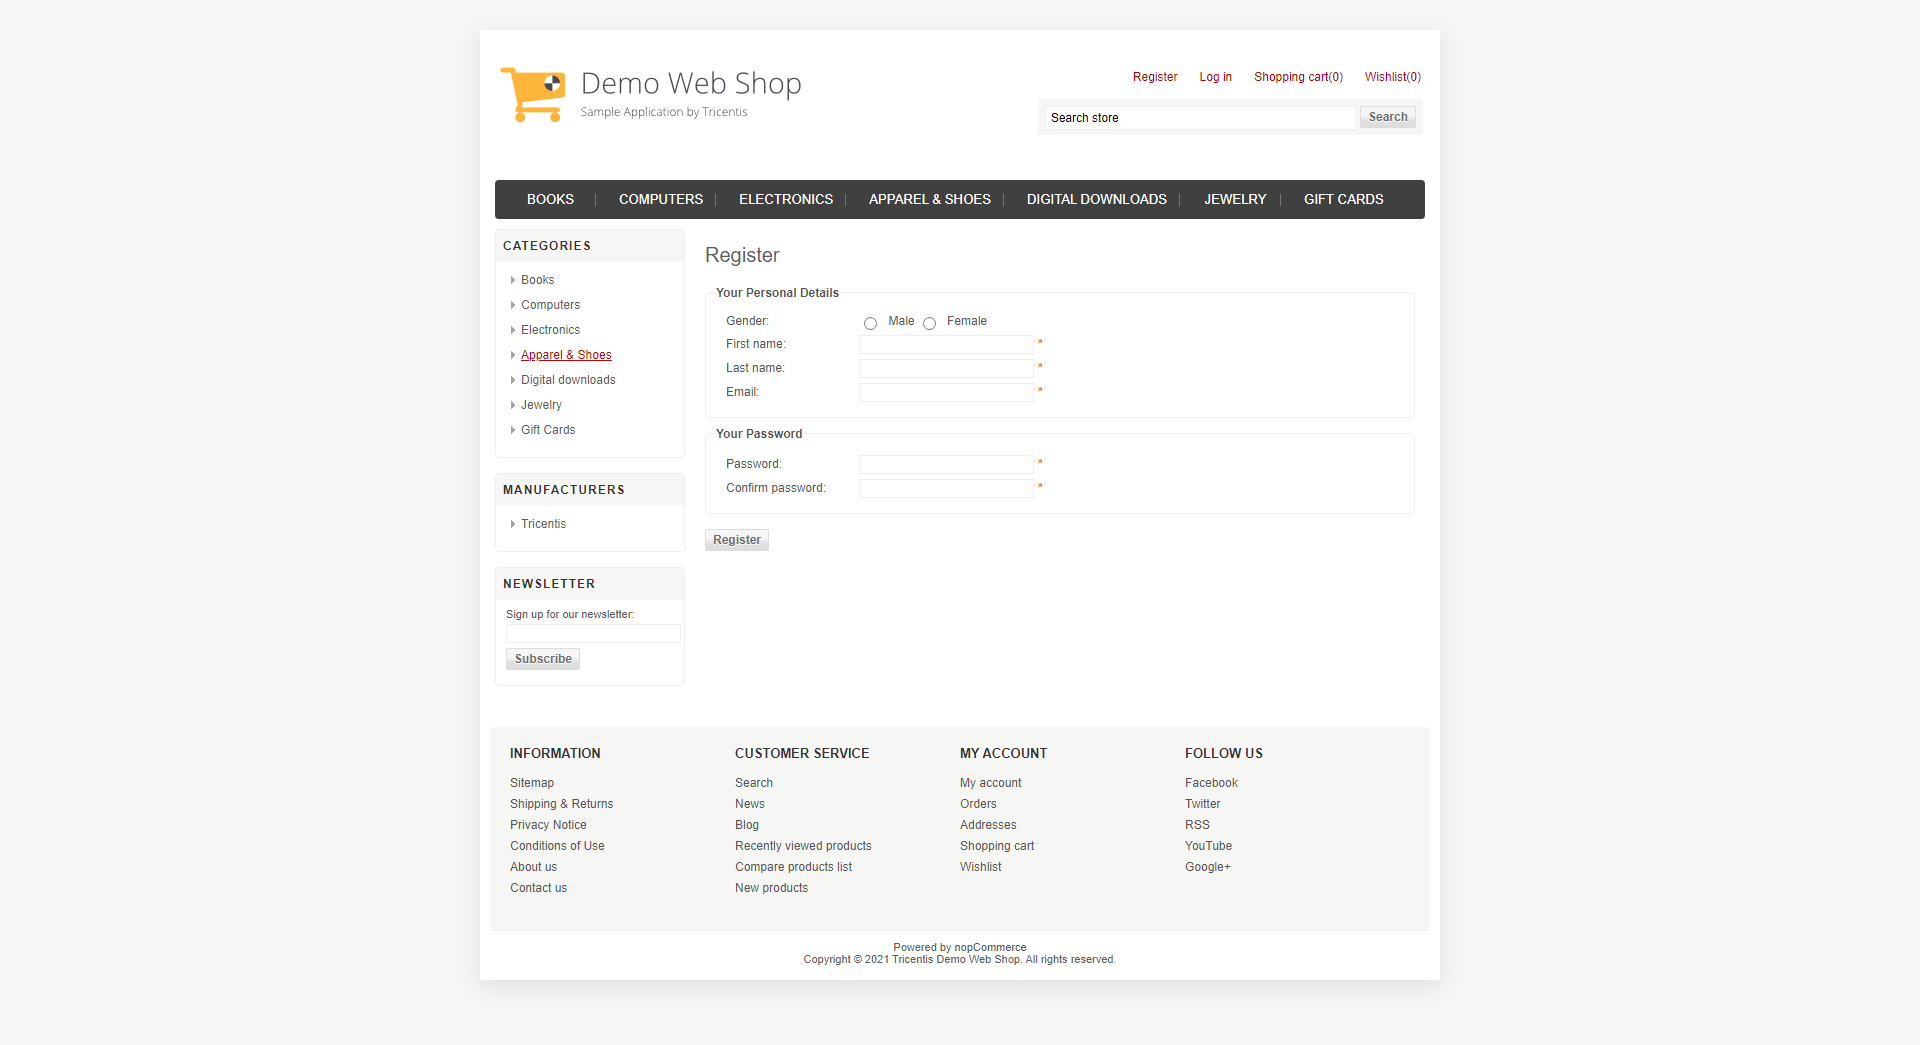 Demo Web Shop
Sample Application by Tricentis
Register Log in Shopping cart(0) Wishlist(0)
Search store Search
BOOKS COMPUTERS ELECTRONICS APPAREL & SHOES DIGITAL DOWNLOADS JEWELRY GIFT CARDS
CATEGORIES
Books
Computers
Electronics
Apparel & Shoes
Digital downloads
Jewelry
Gift Cards
MANUFACTURERS
Tricentis
NEWSLETTER
Sign up for our newsletter:
Subscribe
Register
Your Personal Details
Gender: Male Female
First name: *
Last name: *
Email: *
Your Password
Password: *
Confirm password: *
Register
INFORMATION
Sitemap
Shipping & Returns
Privacy Notice
Conditions of Use
About us
Contact us
CUSTOMER SERVICE
Search
News
Blog
Recently viewed products
Compare products list
New products
MY ACCOUNT
My account
Orders
Addresses
Shopping cart
Wishlist
FOLLOW US
Facebook
Twitter
RSS
YouTube
Google+
Powered by nopCommerce
Copyright © 2021 Tricentis Demo Web Shop. All rights reserved.